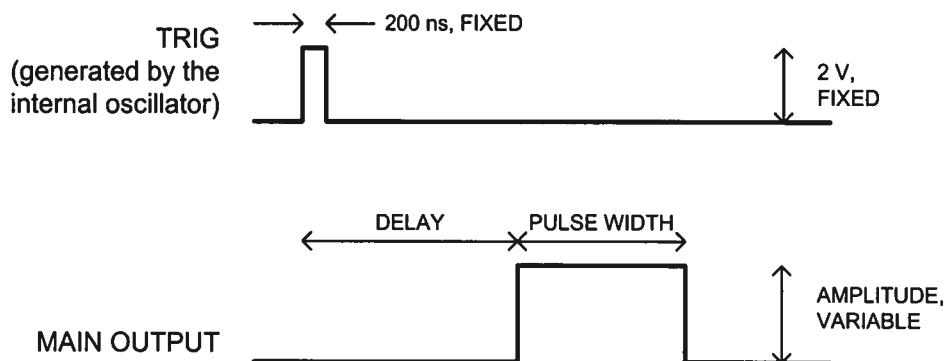 TRIG
(generated by the
internal oscillator)
200 ns, FIXED
2 V,
FIXED
DELAY
PULSE WIDTH
AMPLITUDE,
VARIABLE
MAIN OUTPUT